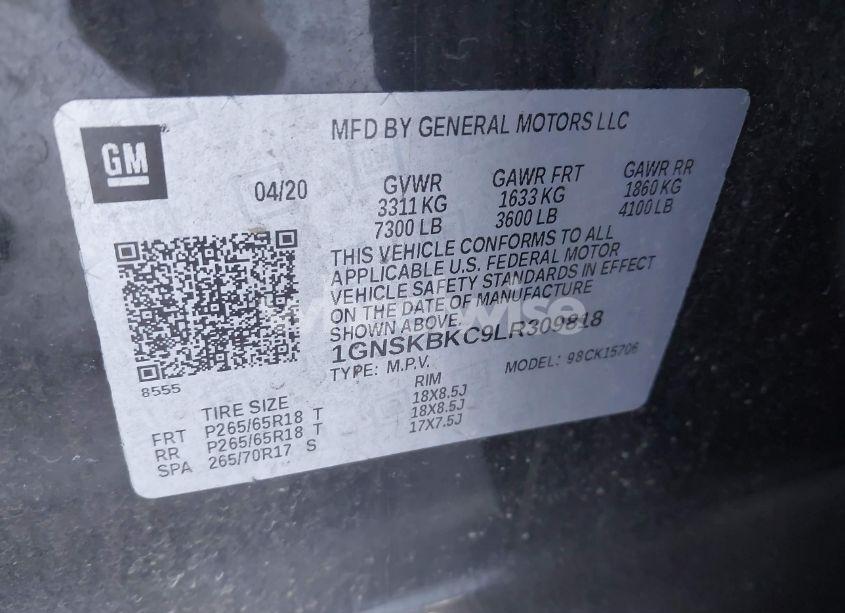 GM
MFD BY GENERAL MOTORS LLC
04/20
GVWR
3311 KG
7300 LB
GAWR FRT
1633 KG
3600 LB
GAWR RR
1860 KG
4100 LB
THIS VEHICLE CONFORMS TO ALL
APPLICABLE U.S. FEDERAL MOTOR
VEHICLE SAFETY STANDARDS IN EFFECT
ON THE DATE OF MANUFACTURE
SHOWN ABOVE.
1GNSKBKC9LR309818
TYPE: M.P.V.
MODEL: 98CK15706
8555
TIRE SIZE
RIM
FRT P265/65R18 T 18X8.5J
RR P265/65R18 T 18X8.5J
SPA 265/70R17 S 17X7.5J